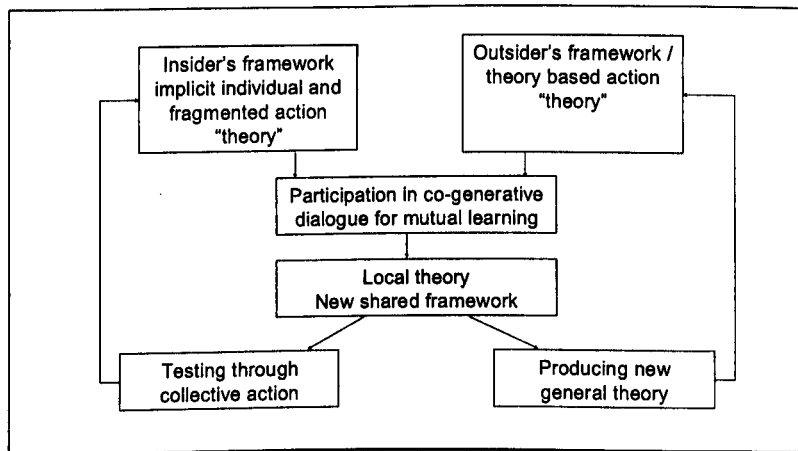 Insider's framework
implicit individual and
fragmented action
"theory"
Outsider's framework /
theory based action
"theory"
Participation in co-generative
dialogue for mutual learning
Local theory
New shared framework
Testing through
collective action
Producing new
general theory